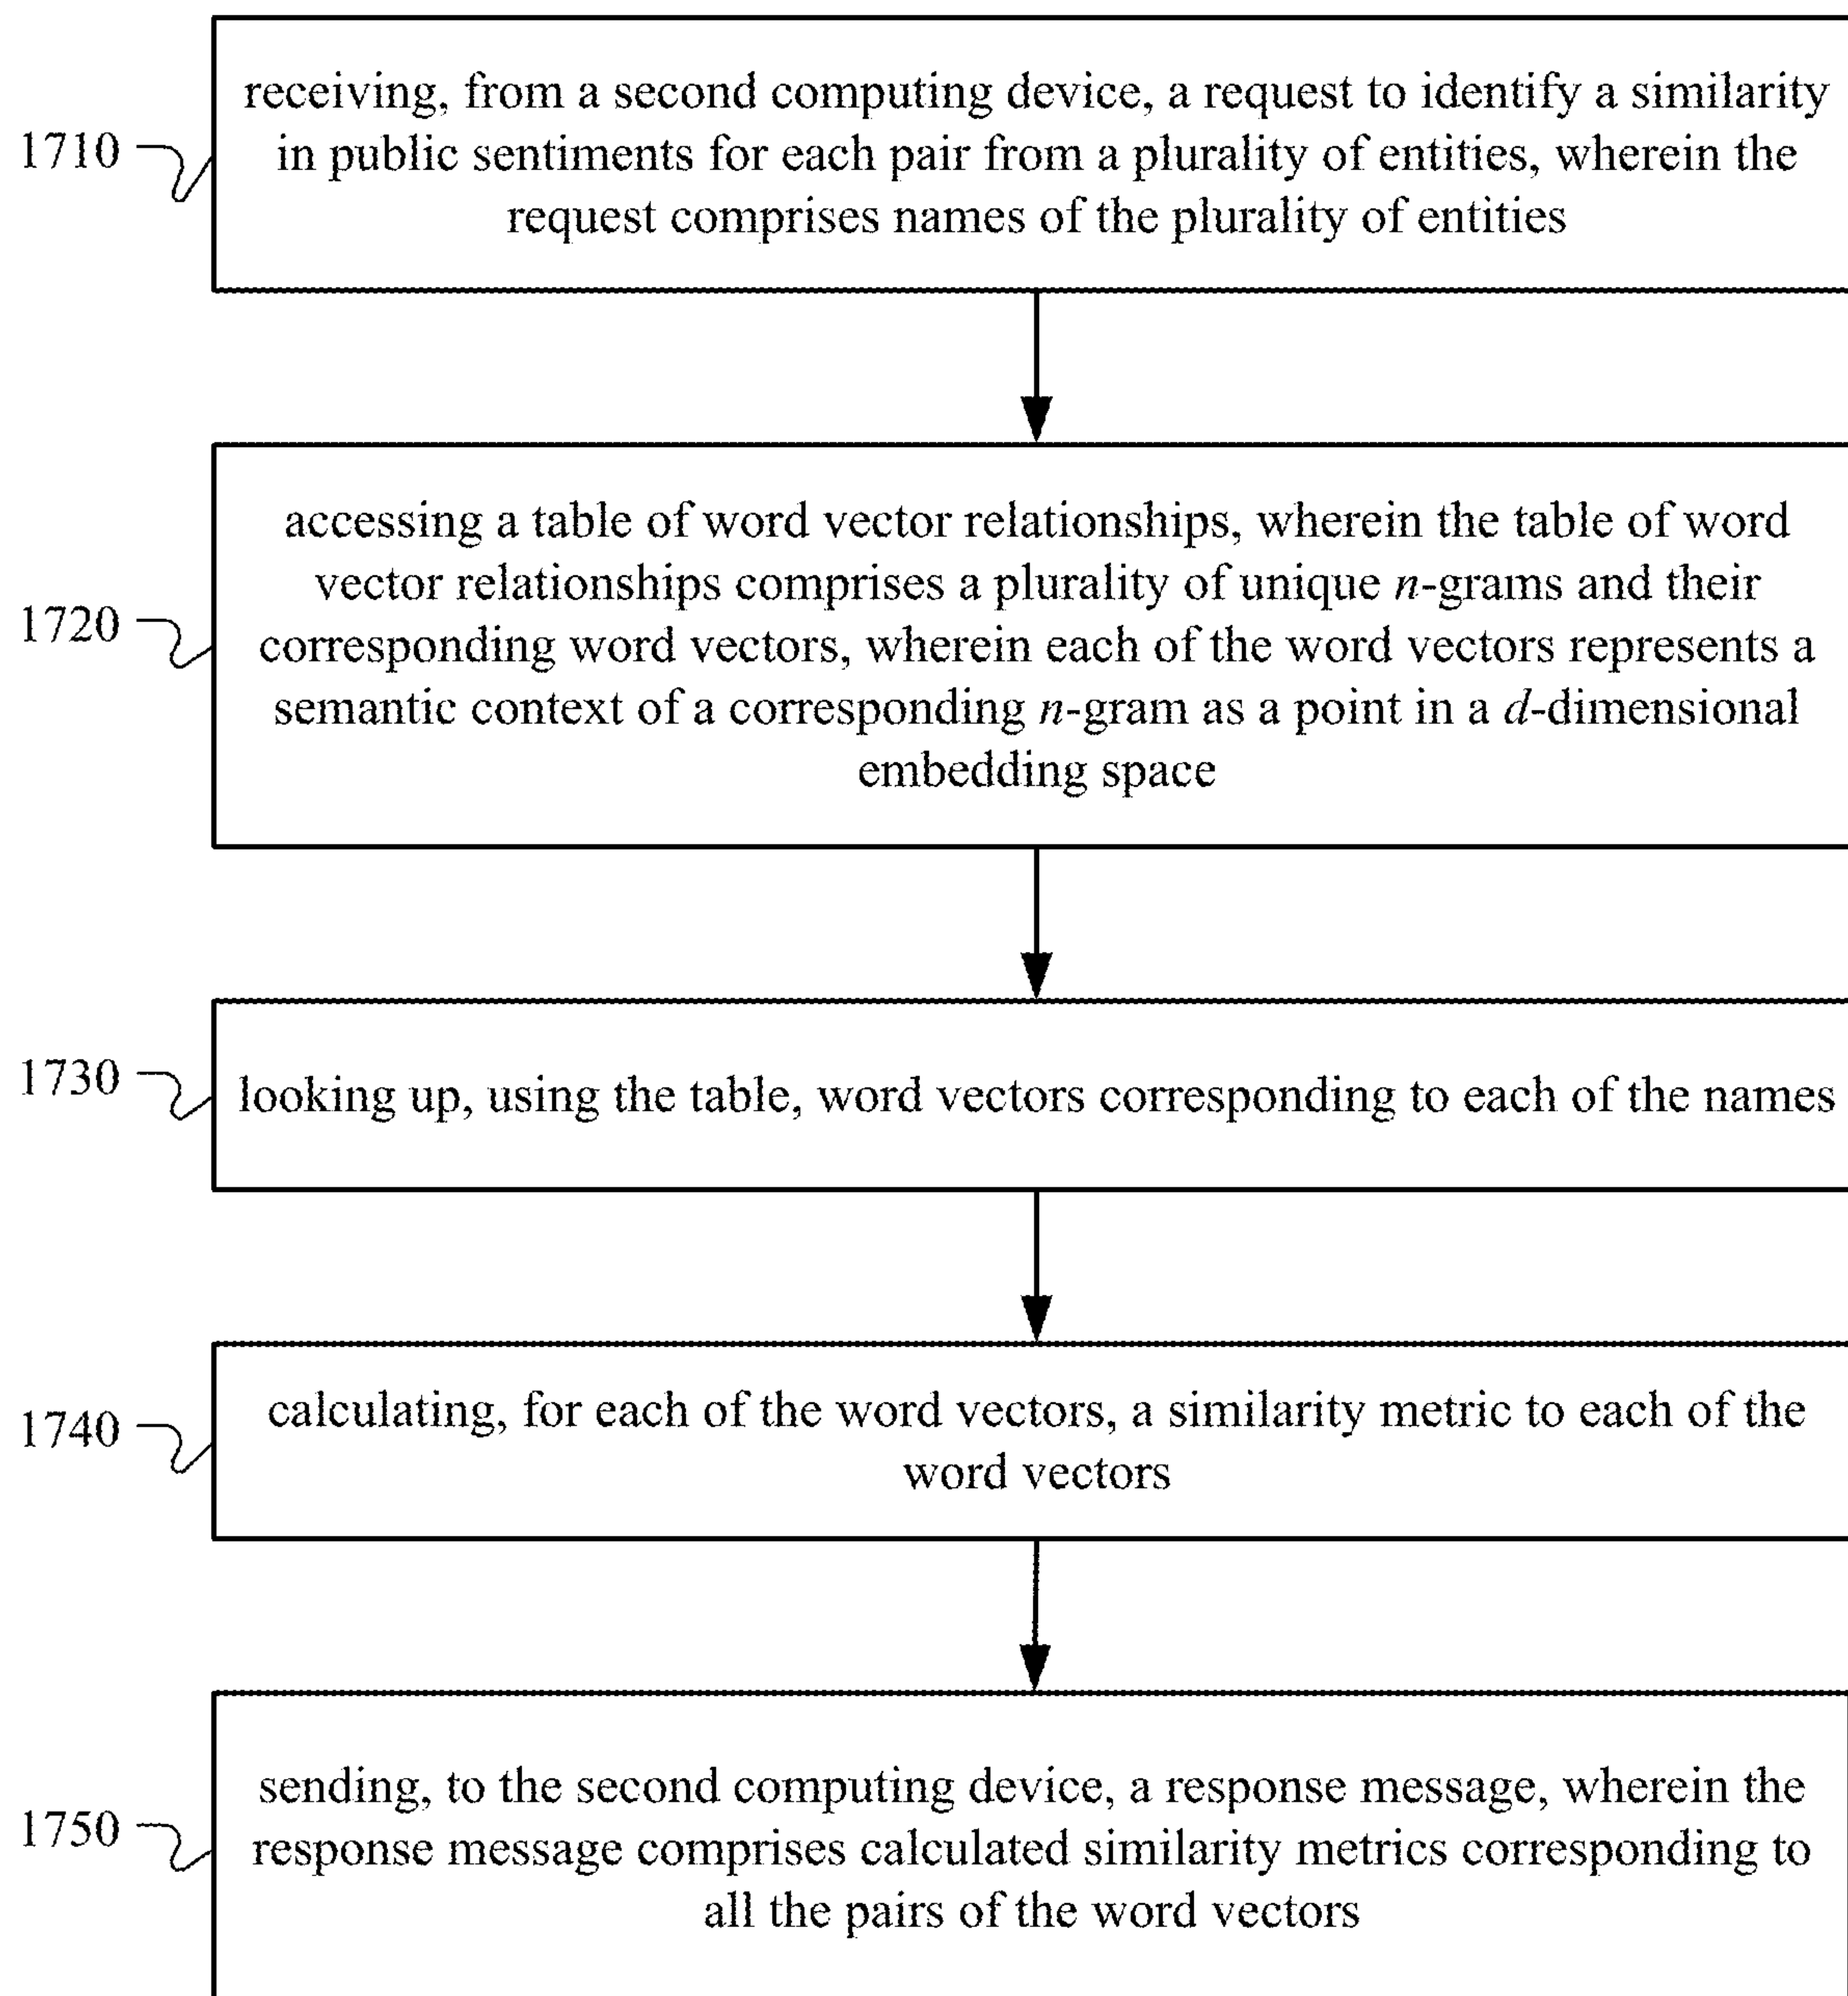 1710
receiving, from a second computing device, a request to identify a similarity
in public sentiments for each pair from a plurality of entities, wherein the
request comprises names of the plurality of entities
1720
accessing a table of word vector relationships, wherein the table of word
vector relationships comprises a plurality of unique n-grams and their
corresponding word vectors, wherein each of the word vectors represents a
semantic context of a corresponding n-gram as a point in a d-dimensional
embedding space
1730
looking up, using the table, word vectors corresponding to each of the names
1740
calculating, for each of the word vectors, a similarity metric to each of the
word vectors
1750
sending, to the second computing device, a response message, wherein the
response message comprises calculated similarity metrics corresponding to
all the pairs of the word vectors